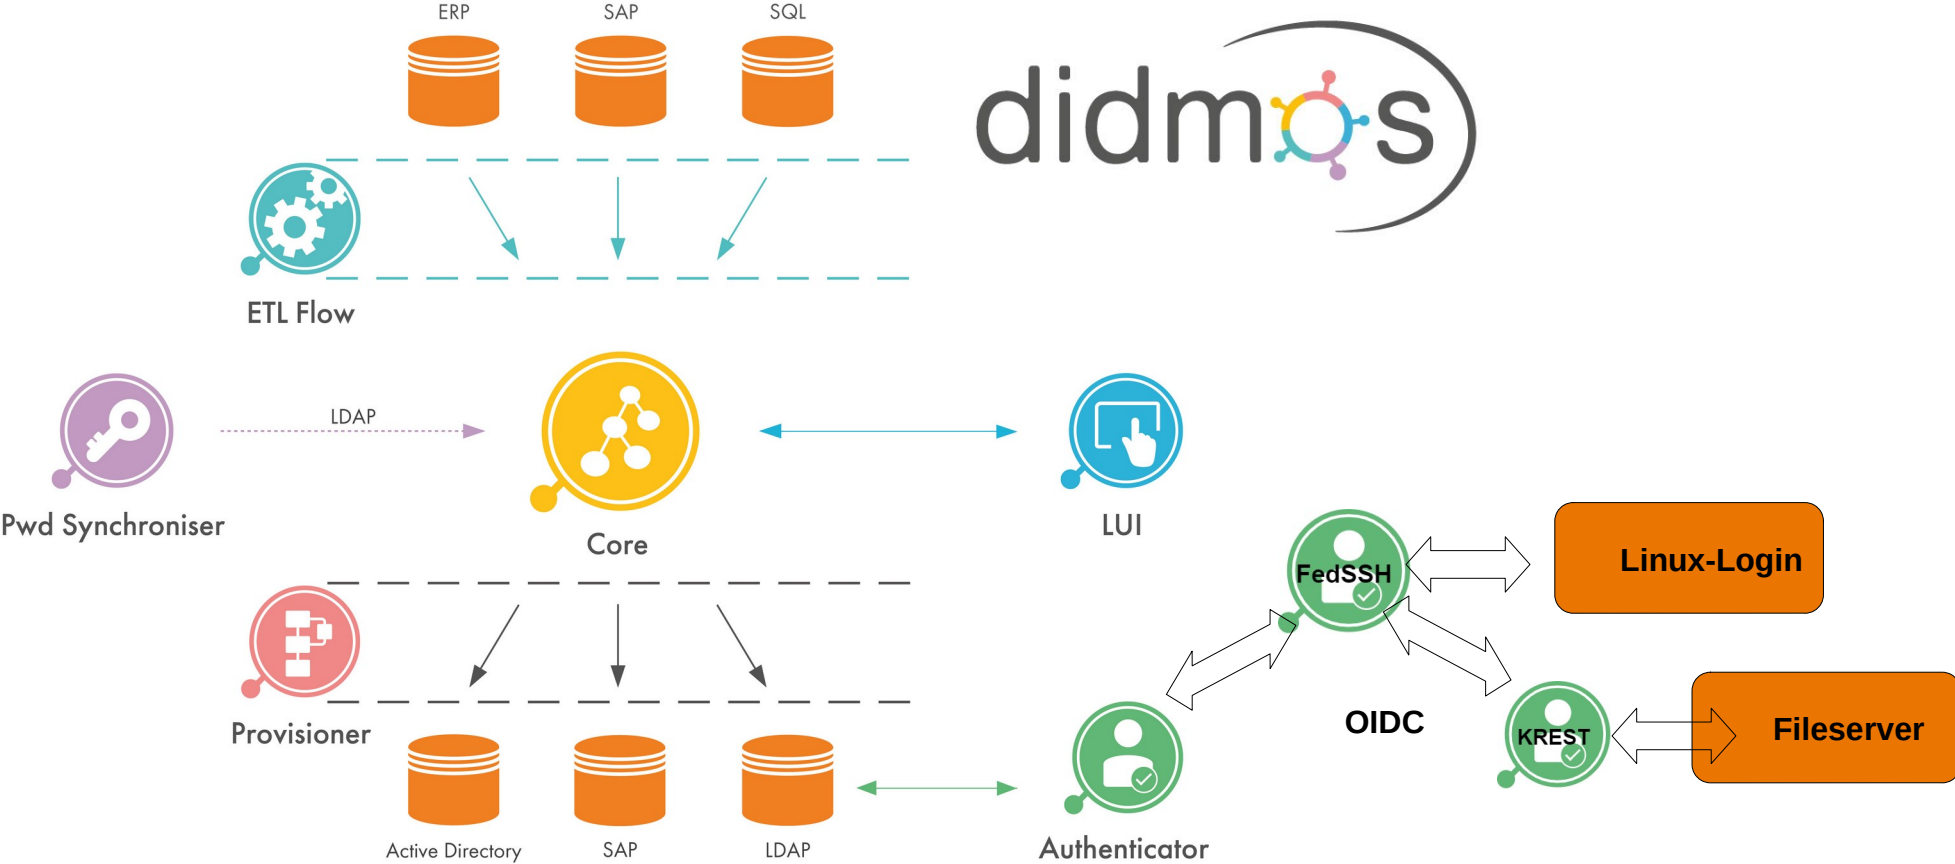 ERP
SAP
SQL
didmos
ETL Flow
LDAP
Pwd Synchroniser
Core
LUI
FedSSH
Linux-Login
Provisioner
OIDC
KREST
Fileserver
Active Directory
SAP
LDAP
Authenticator